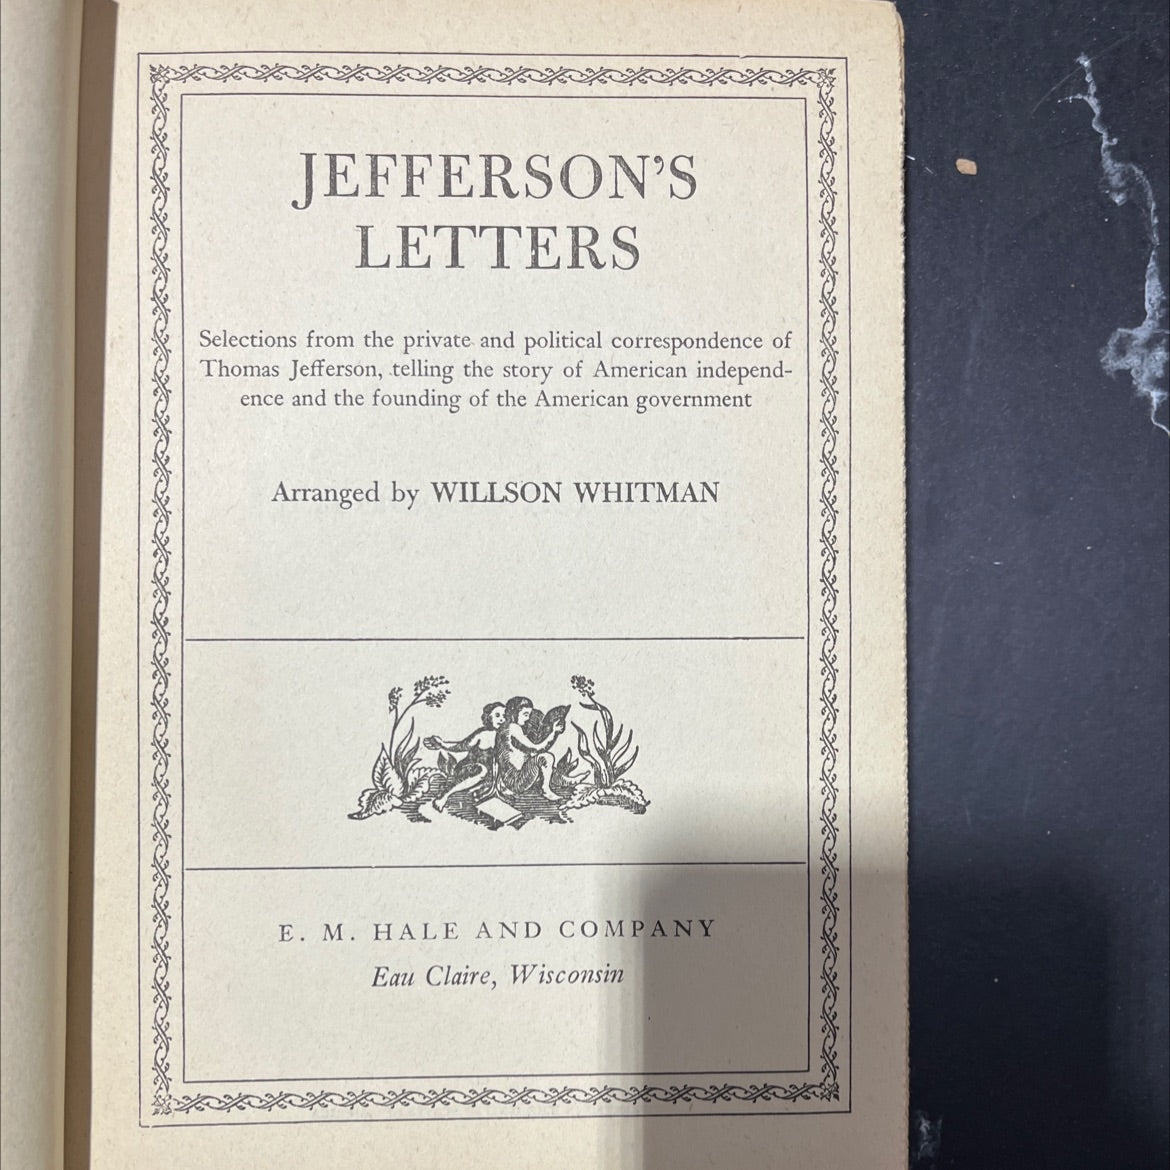 JEFFERSON'S
LETTERS
Selections from the private and political correspondence of
Thomas Jefferson, telling the story of American independ-
ence and the founding of the American government
Arranged by WILLSON WHITMAN
E. M. HALE AND COMPANY
Eau Claire, Wisconsin